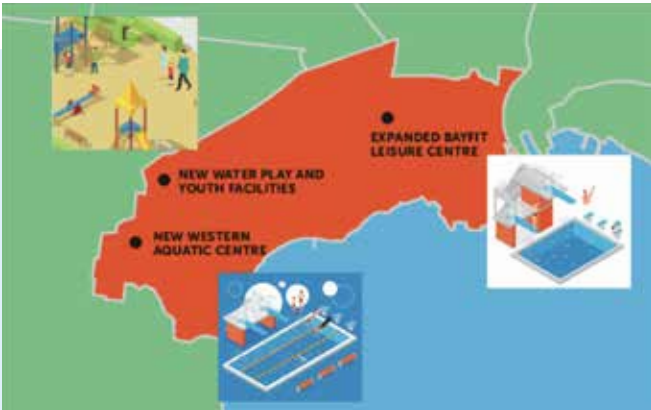 EXPANDED BAYFIT
LEISURE CENTRE
NEW WATER PLAY AND
YOUTH FACILITIES
NEW WESTERN
AQUATIC CENTRE